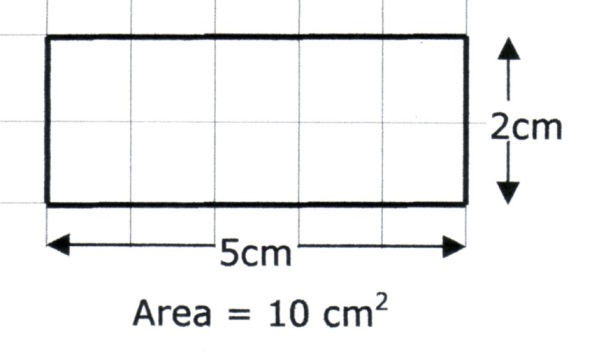 2cm
5cm
Area = 10 cm²